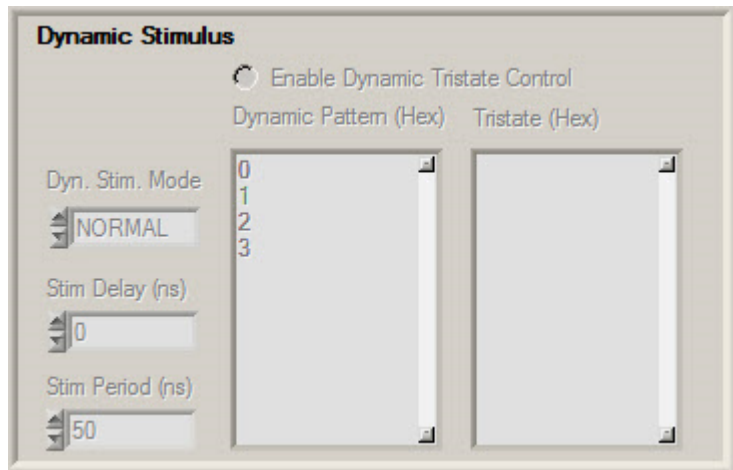 Dynamic Stimulus
Enable Dynamic Tristate Control
Dynamic Pattern (Hex)
Tristate (Hex)
0
1
2
3
Dyn. Stim. Mode
NORMAL
Stim Delay (ns)
0
Stim Period (ns)
50